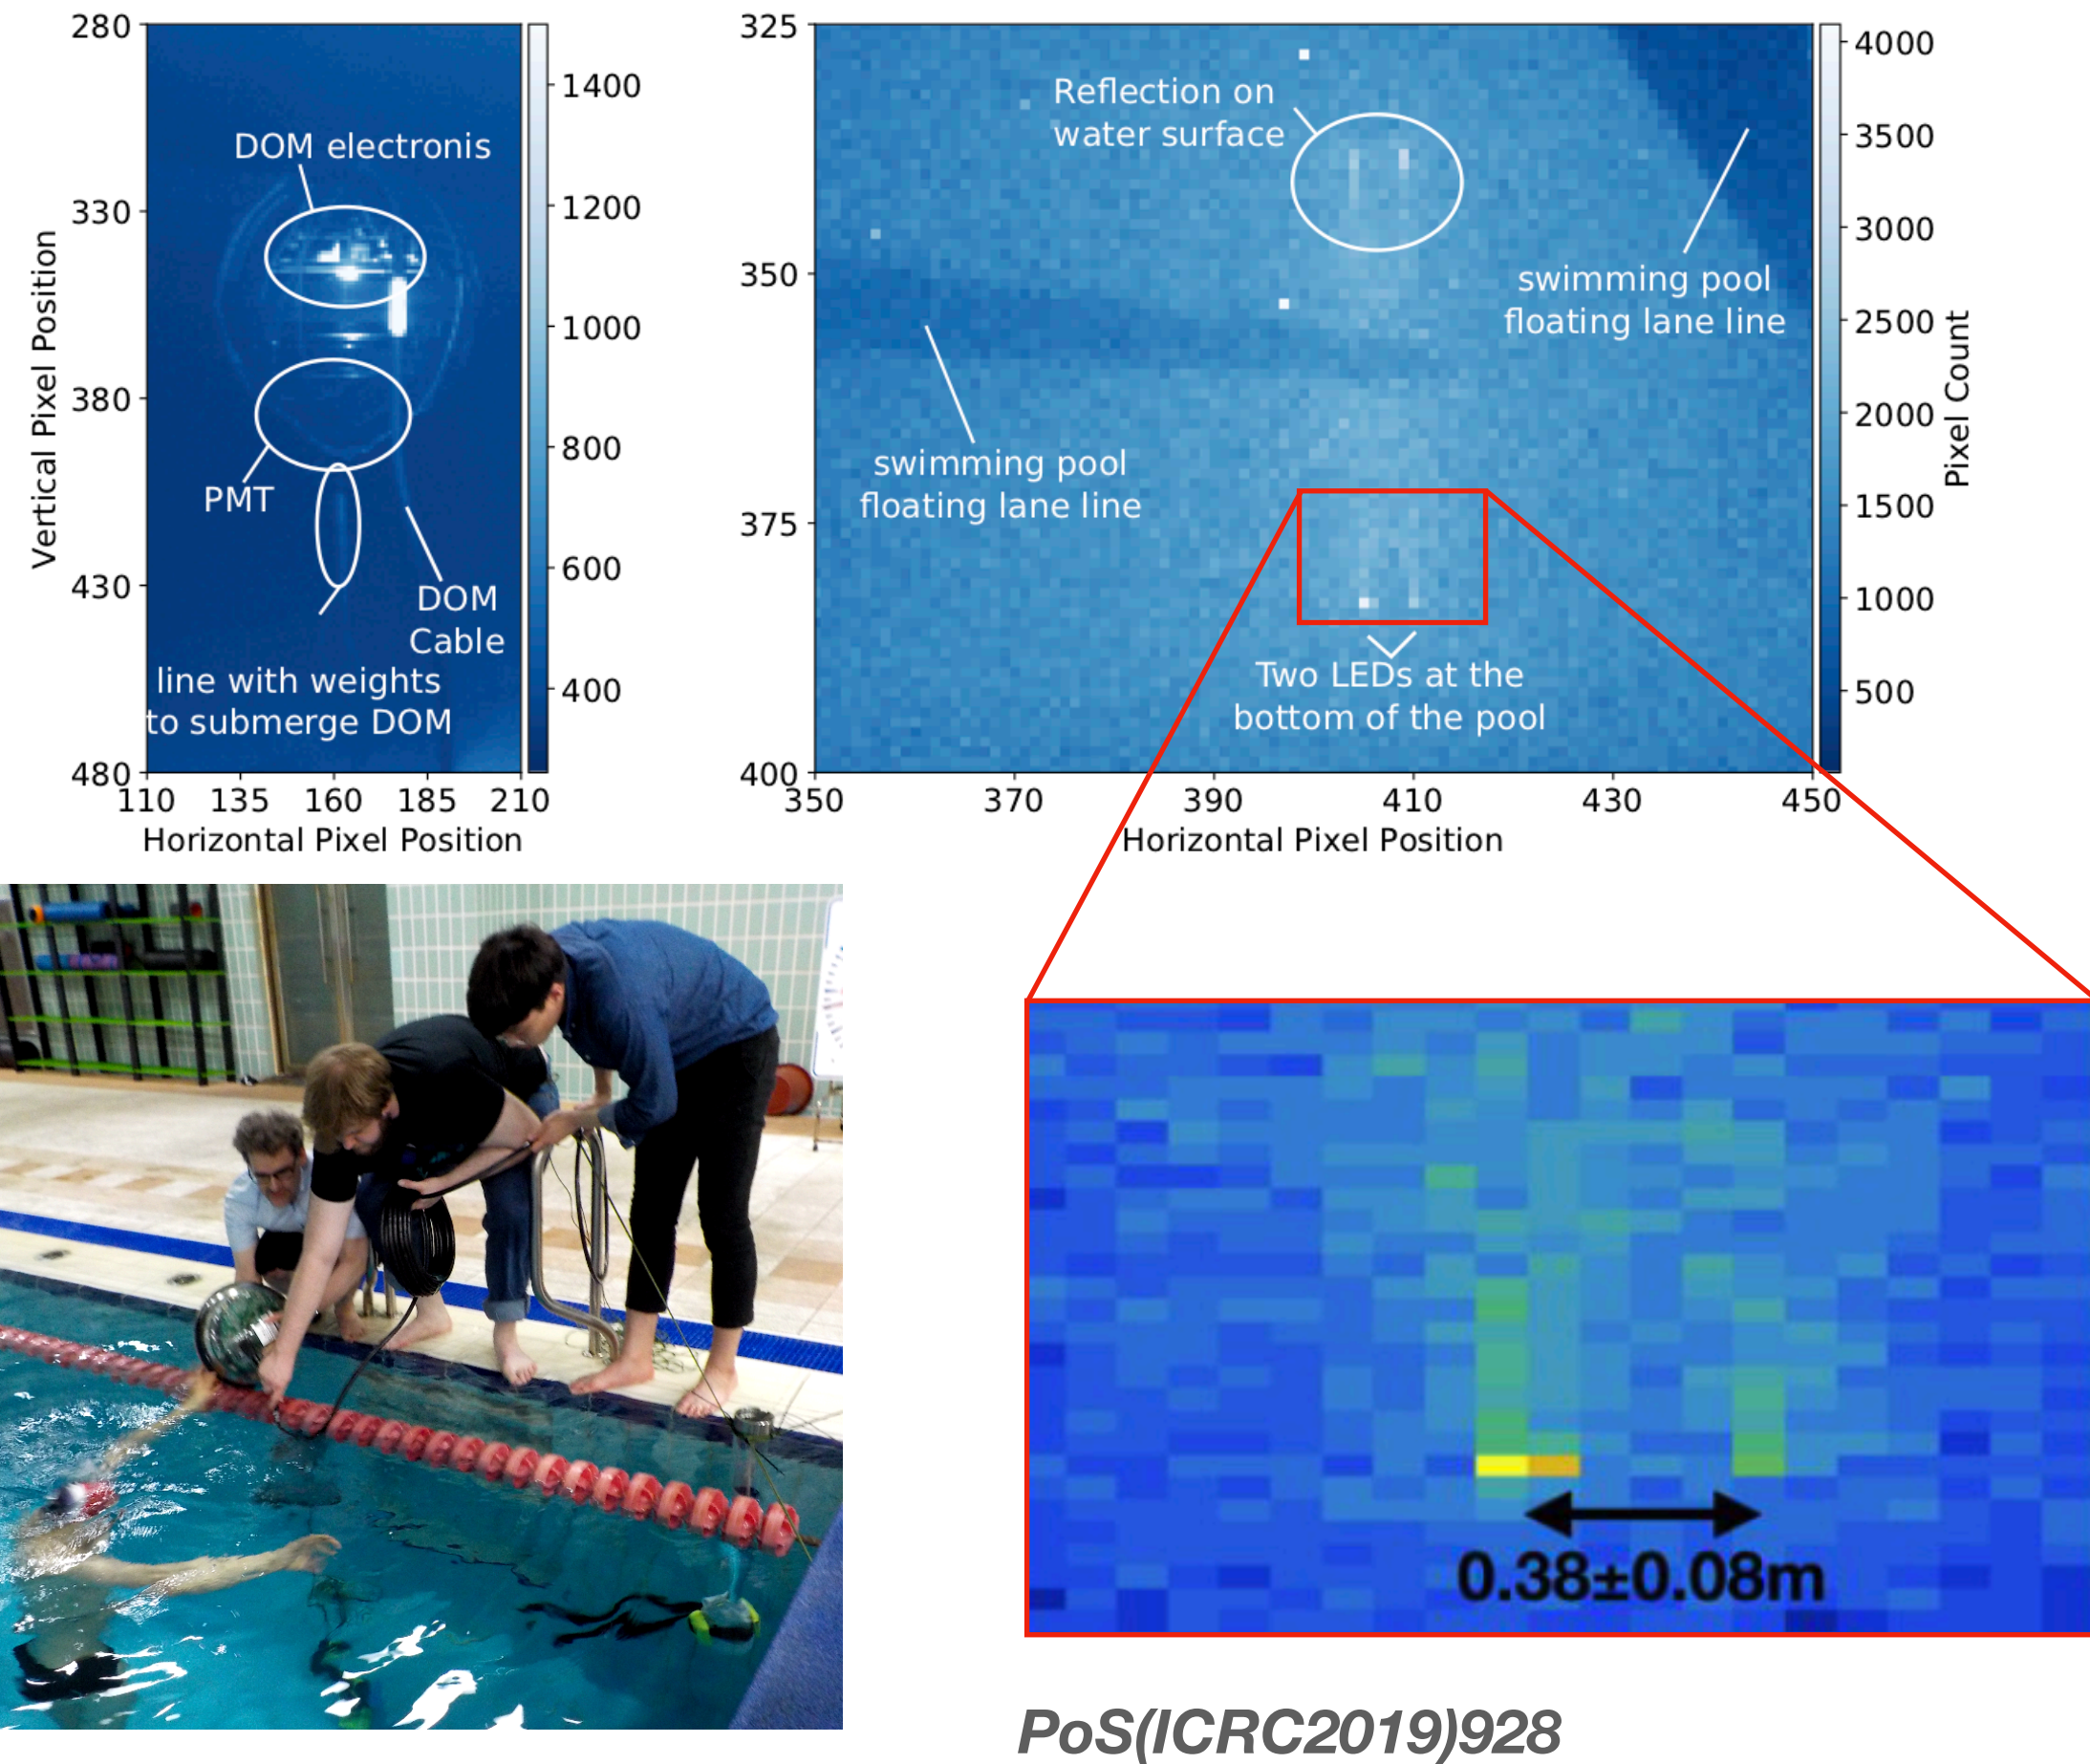 280
330
380
430
480
Vertical Pixel Position
110 135 160 185 210
Horizontal Pixel Position
DOM electronis
PMT
DOM
Cable
line with weights
to submerge DOM
1400
1200
1000
800
600
400
325
350
375
400
350 370 390 410 430 450
Horizontal Pixel Position
Reflection on
water surface
swimming pool
floating lane line
swimming pool
floating lane line
Two LEDs at the
bottom of the pool
4000
3500
3000
2500
2000
1500
1000
500
Pixel Count
0.38±0.08m
PoS(ICRC2019)928